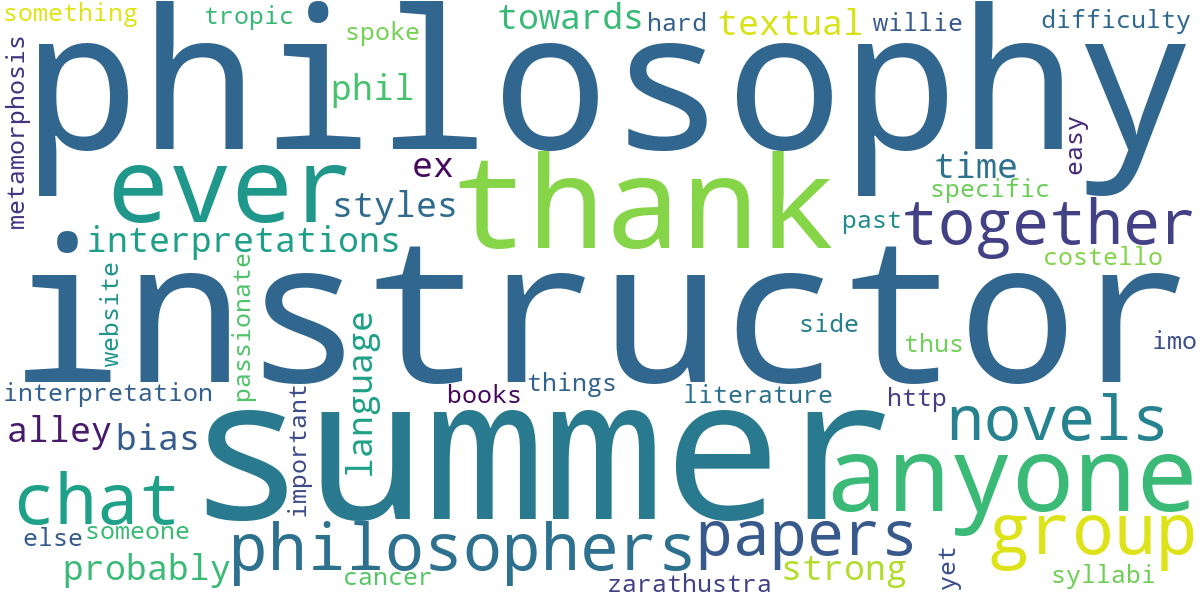 something
tropic
towards
hard
textual
willie
difficulty
spoke
philosophy
phil
metamorphosis
easy
ever
ex
thank
time
specific
styles
past
together
interpretations
costello
instructor
website
passionate
language
side
thus
imo
interpretation
important
books
things
literature
http
alley
bias
summer
novels
chat
anyone
else
someone
philosophers
papers
group
probably
cancer
zarathustra
strong
yet
syllabi